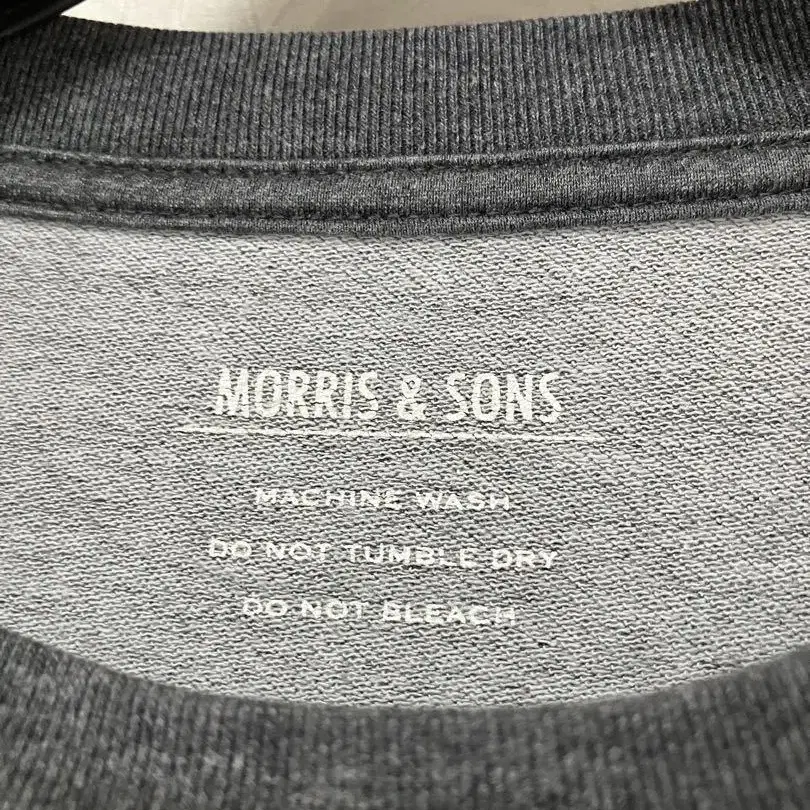 MORRIS & SONS
MACHINE WASH
DO NOT TUMBLE DRY
DO NOT BLEACH